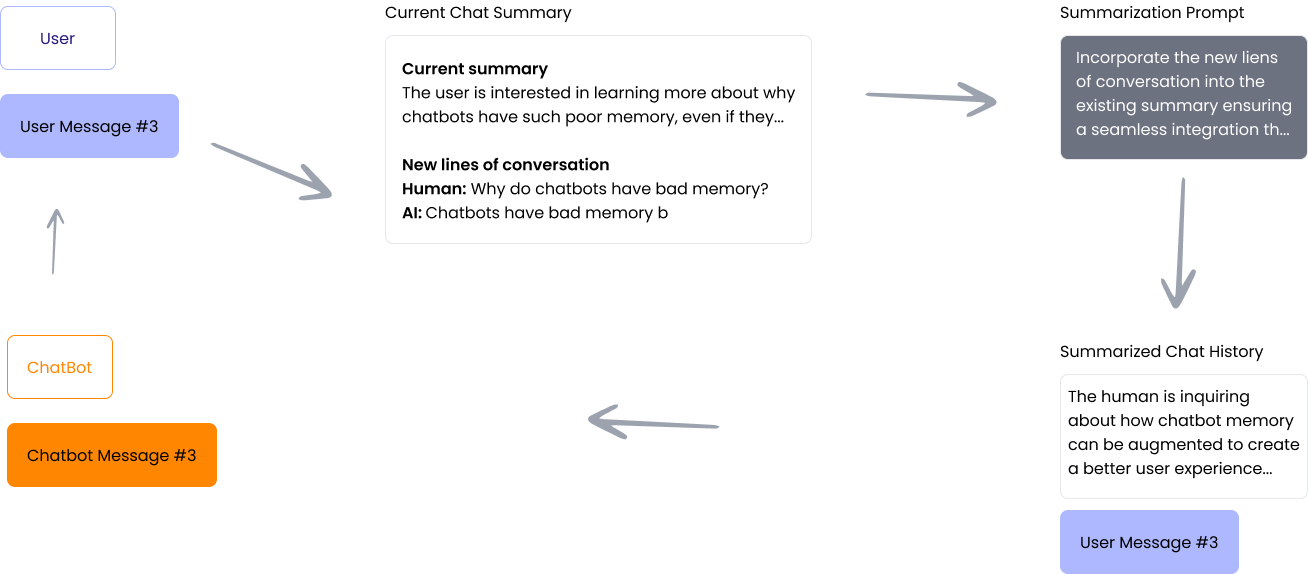 User
User Message #3
Current Chat Summary
Current summary
The user is interested in learning more about why
chatbots have such poor memory, even if they...
New lines of conversation
Human: Why do chatbots have bad memory?
AI: Chatbots have bad memory b
Summarization Prompt
Incorporate the new liens
of conversation into the
existing summary ensuring
a seamless integration th...
ChatBot
Chatbot Message #3
Summarized Chat History
The human is inquiring
about how chatbot memory
can be augmented to create
a better user experience...
User Message #3